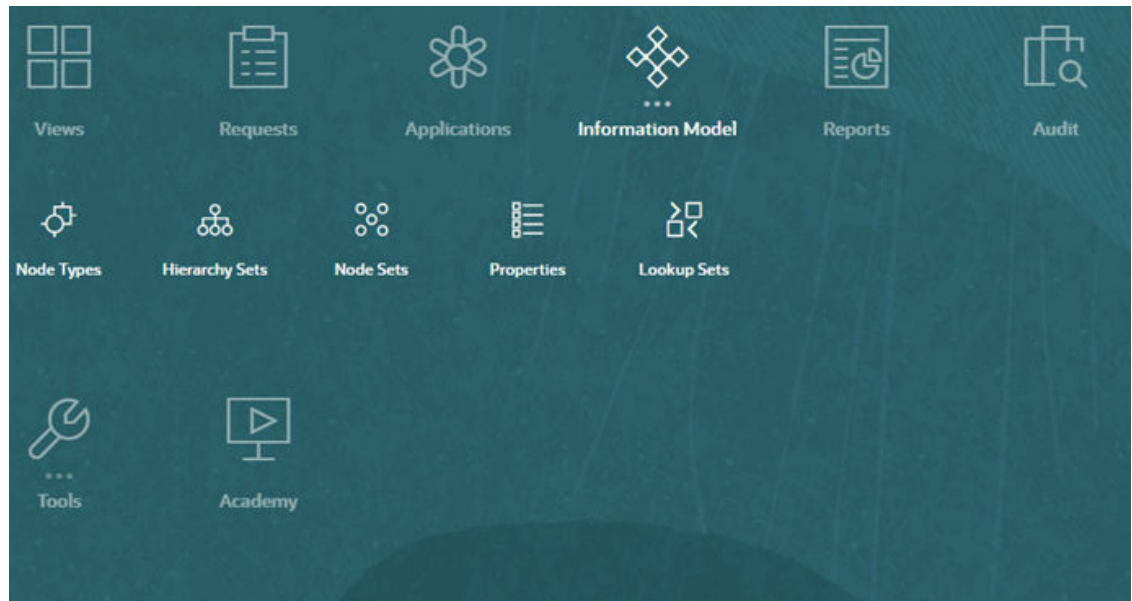 Views
Requests
Applications
Information Model
Reports
Audit
Node Types
Hierarchy Sets
Node Sets
Properties
Lookup Sets
Tools
Academy